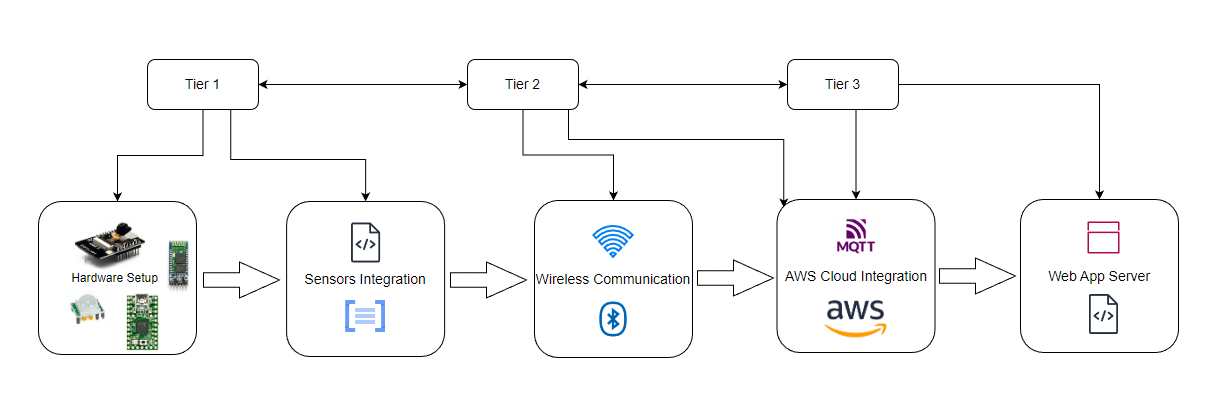 Tier 1
Tier 2
Tier 3
Hardware Setup
</>
Sensors Integration
Wireless Communication
MQTT
AWS Cloud Integration
aws
Web App Server
</>